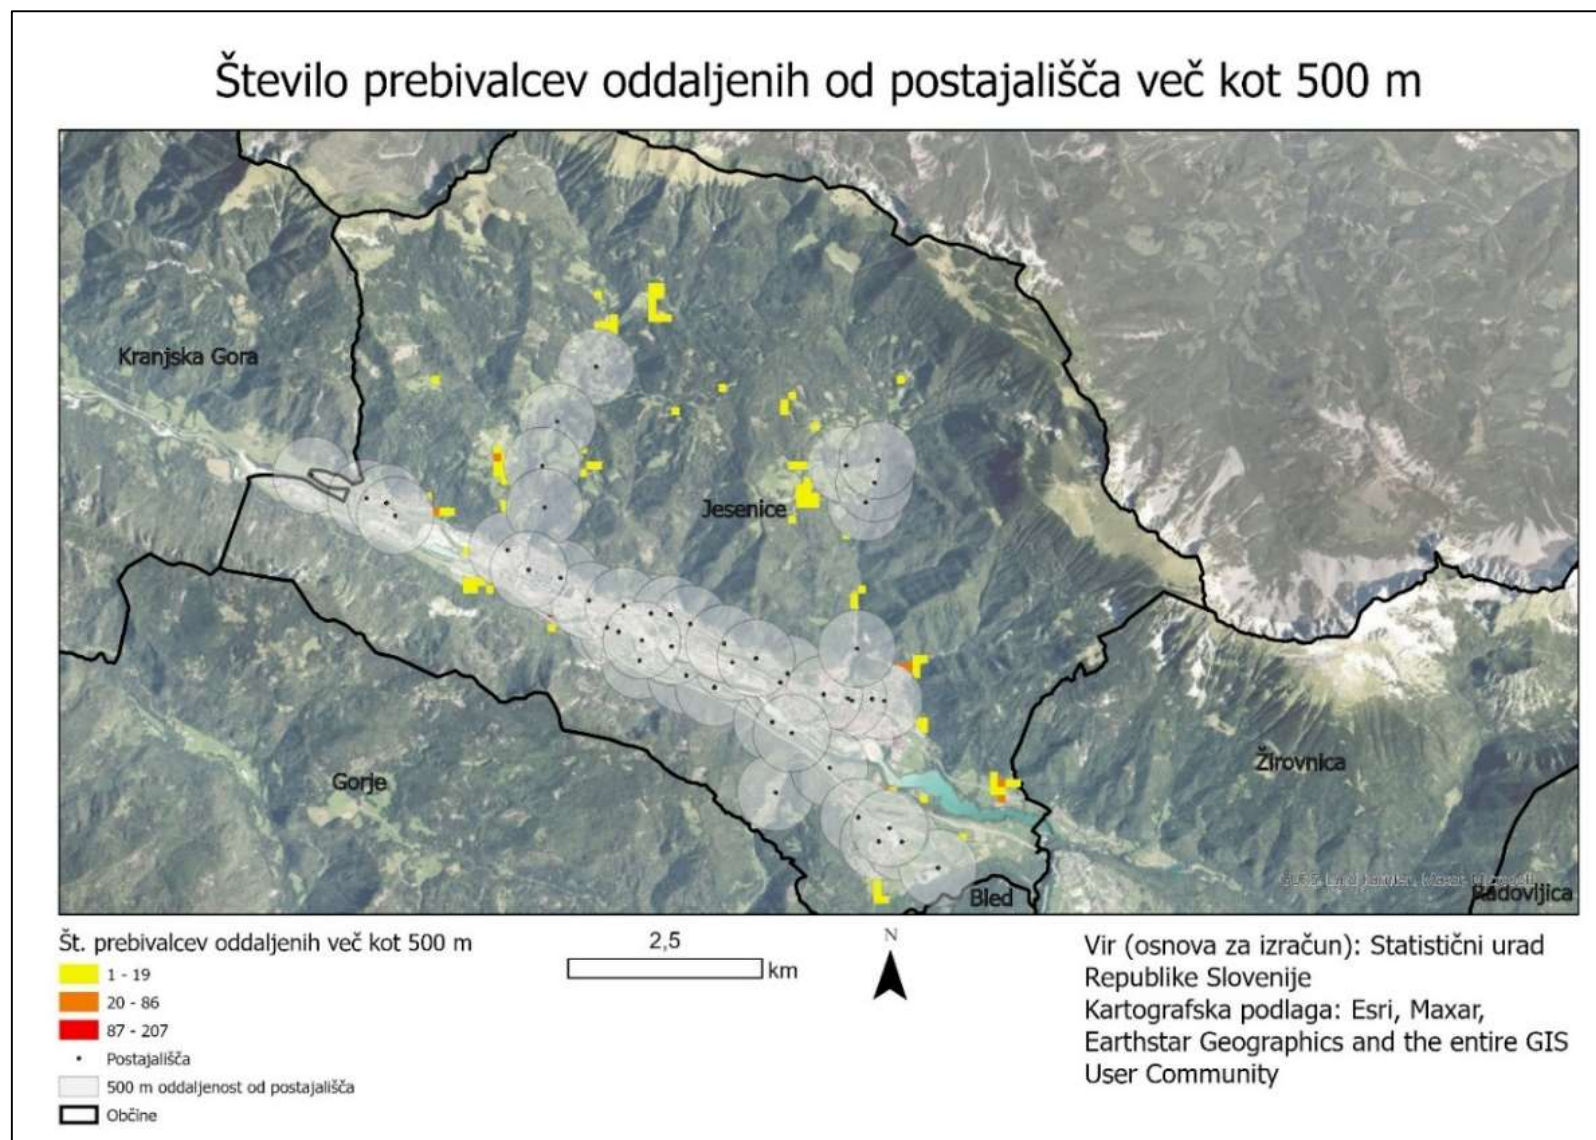 Število prebivalcev oddaljenih od postajališča več kot 500 m
Kranjska Gora
Jesenice
Gorje
Žirovnica
Bled
Radovljica
Št. prebivalcev oddaljenih več kot 500 m
1 - 19
20 - 86
87 - 207
Postajališča
500 m oddaljenost od postajališča
Občine
2,5
km
N
Vir (osnova za izračun): Statistični urad
Republike Slovenije
Kartografska podlaga: Esri, Maxar,
Earthstar Geographics and the entire GIS
User Community